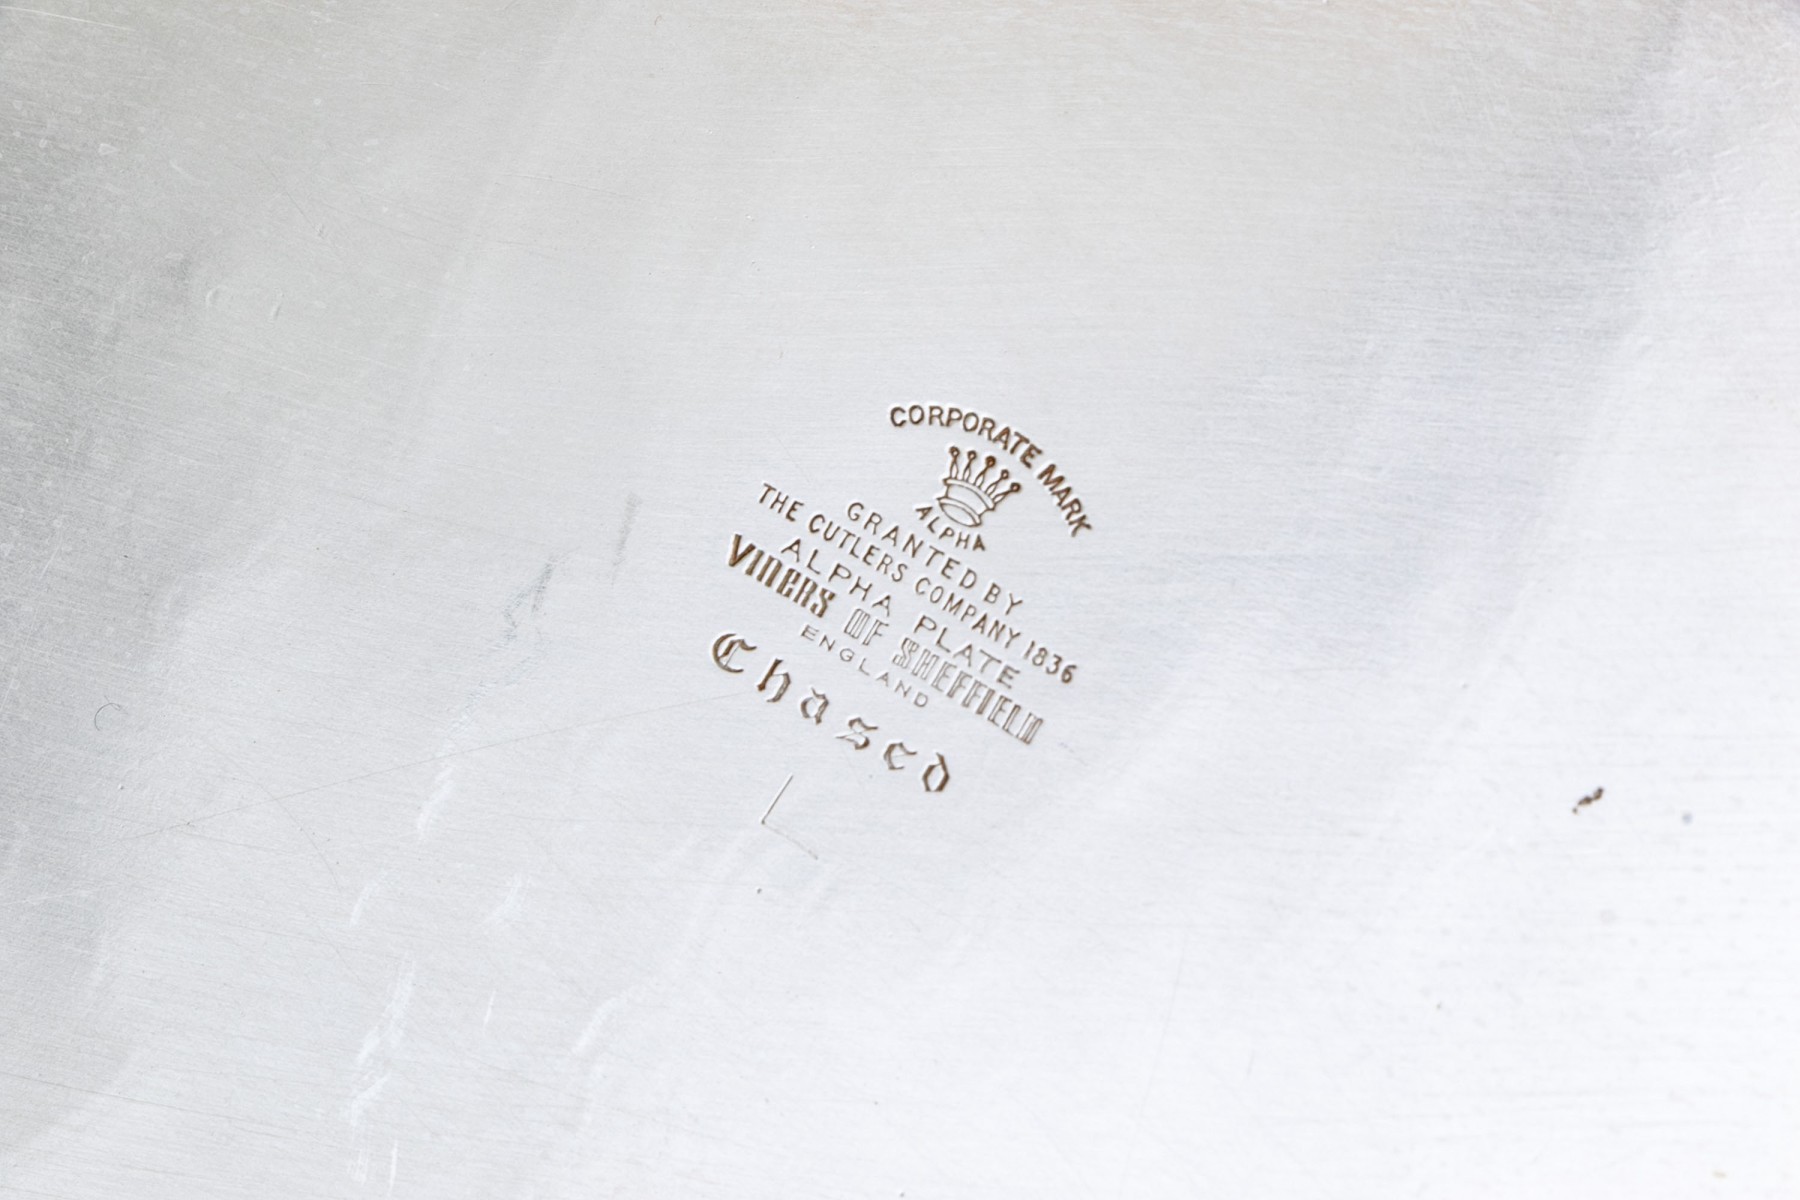 CORPORATE MARK
ALPHA
GRANTED BY
THE CUTLERS COMPANY 1836
ALPHA PLATE
VINERS OF SHEFFIELD
ENGLAND
Chased